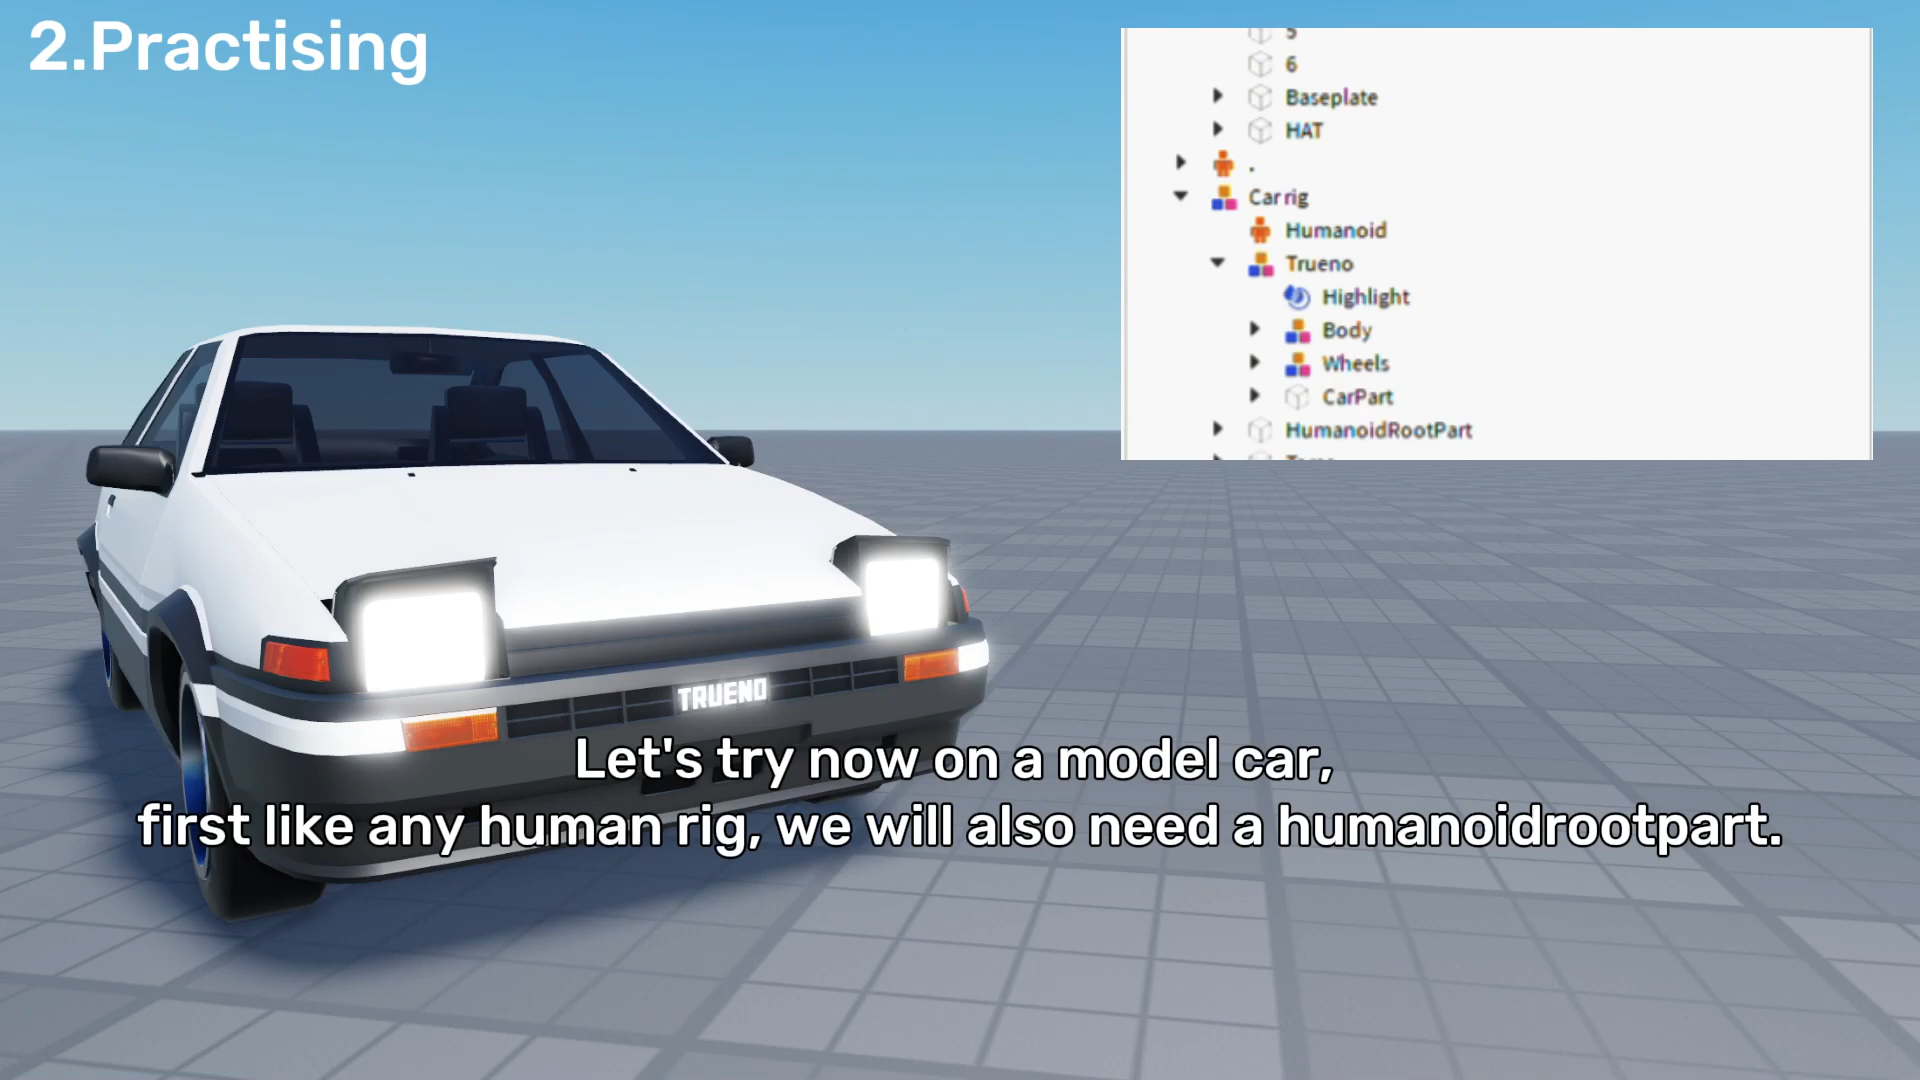 2.Practising
5
6
Baseplate
HAT
.
Car rig
Humanoid
Trueno
Highlight
Body
Wheels
CarPart
HumanoidRootPart
TRUENO
Let's try now on a model car,
first like any human rig, we will also need a humanoidrootpart.